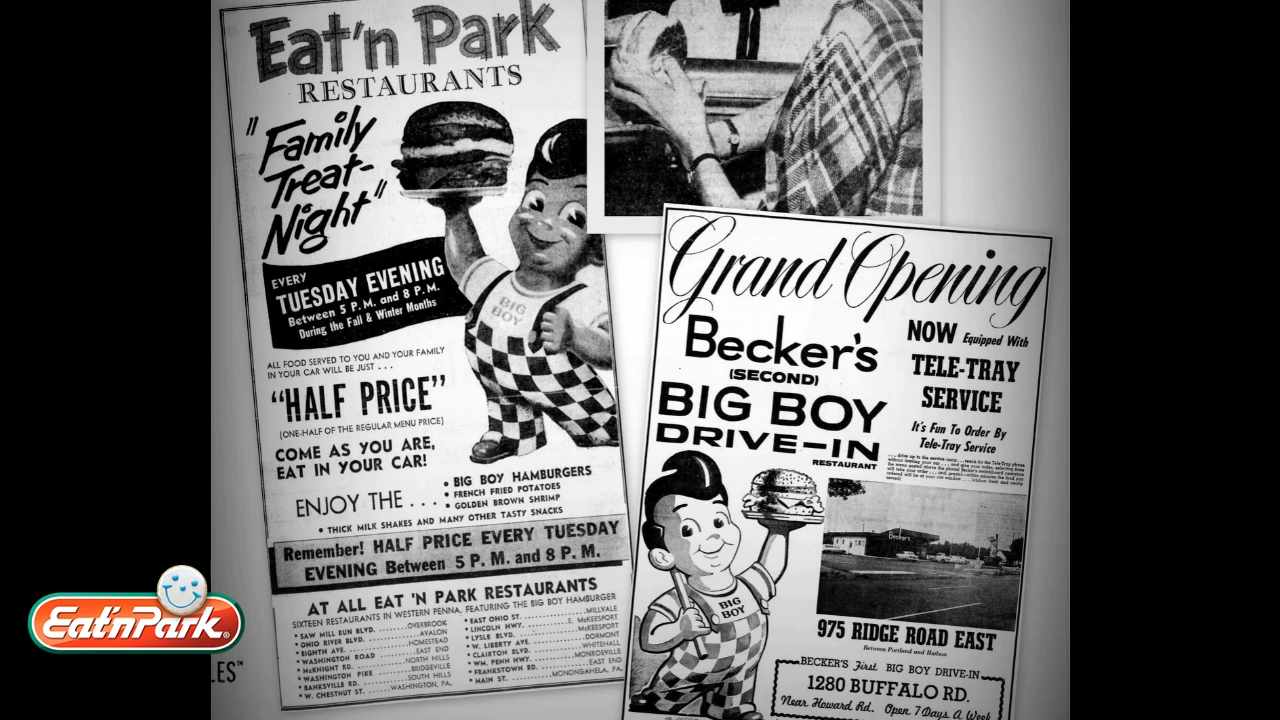 Eat'n Park
RESTAURANTS
"Family
Treat-
Night"
EVERY
TUESDAY EVENING
Between 5 P.M. and 8 P.M.
During the Fall & Winter Months
BIG
BOY
ALL FOOD SERVED TO YOU AND YOUR FAMILY
IN YOUR CAR WILL BE JUST . . .
"HALF PRICE"
(ONE-HALF OF THE REGULAR MENU PRICE)
COME AS YOU ARE,
EAT IN YOUR CAR!
ENJOY THE . . .
• BIG BOY HAMBURGERS
• FRENCH FRIED POTATOES
• GOLDEN BROWN SHRIMP
• THICK MILK SHAKES AND MANY OTHER TASTY SNACKS
Remember! HALF PRICE EVERY TUESDAY
EVENING Between 5 P.M. and 8 P.M.
AT ALL EAT 'N PARK RESTAURANTS
SIXTEEN RESTAURANTS IN WESTERN PENNA. FEATURING THE BIG BOY HAMBURGER
• SAW MILL RUN BLVD. OVERBROOK
• OHIO RIVER BLVD. AVALON
• EIGHTH AVE. HOMESTEAD
• WASHINGTON ROAD EAST END
• McKNIGHT RD. NORTH HILLS
• WASHINGTON PIKE BRIDGEVILLE
• BANKSVILLE RD. SOUTH HILLS
• W. CHESTNUT ST. WASHINGTON, PA.
• EAST OHIO ST. MILLVALE
• LINCOLN HWY. E. McKEESPORT
• LYSLE BLVD. McKEESPORT
• W. LIBERTY AVE. DORMONT
• CLAIRTON BLVD. WHITEHALL
• WM. PENN HWY. MONROEVILLE
• FRANKSTOWN RD. EAST END
• MAIN ST. MONONGAHELA, PA.
Grand Opening
Becker's
(SECOND)
BIG BOY
DRIVE-IN
RESTAURANT
NOW Equipped With
TELE-TRAY
SERVICE
It's Fun To Order By
Tele-Tray Service
BIG
BOY
Becker's
975 RIDGE ROAD EAST
Between Portland and Hudson
BECKER'S First BIG BOY DRIVE-IN
1280 BUFFALO RD.
Near Howard Rd. Open 7 Days A Week
Eat'nPark®
LES™